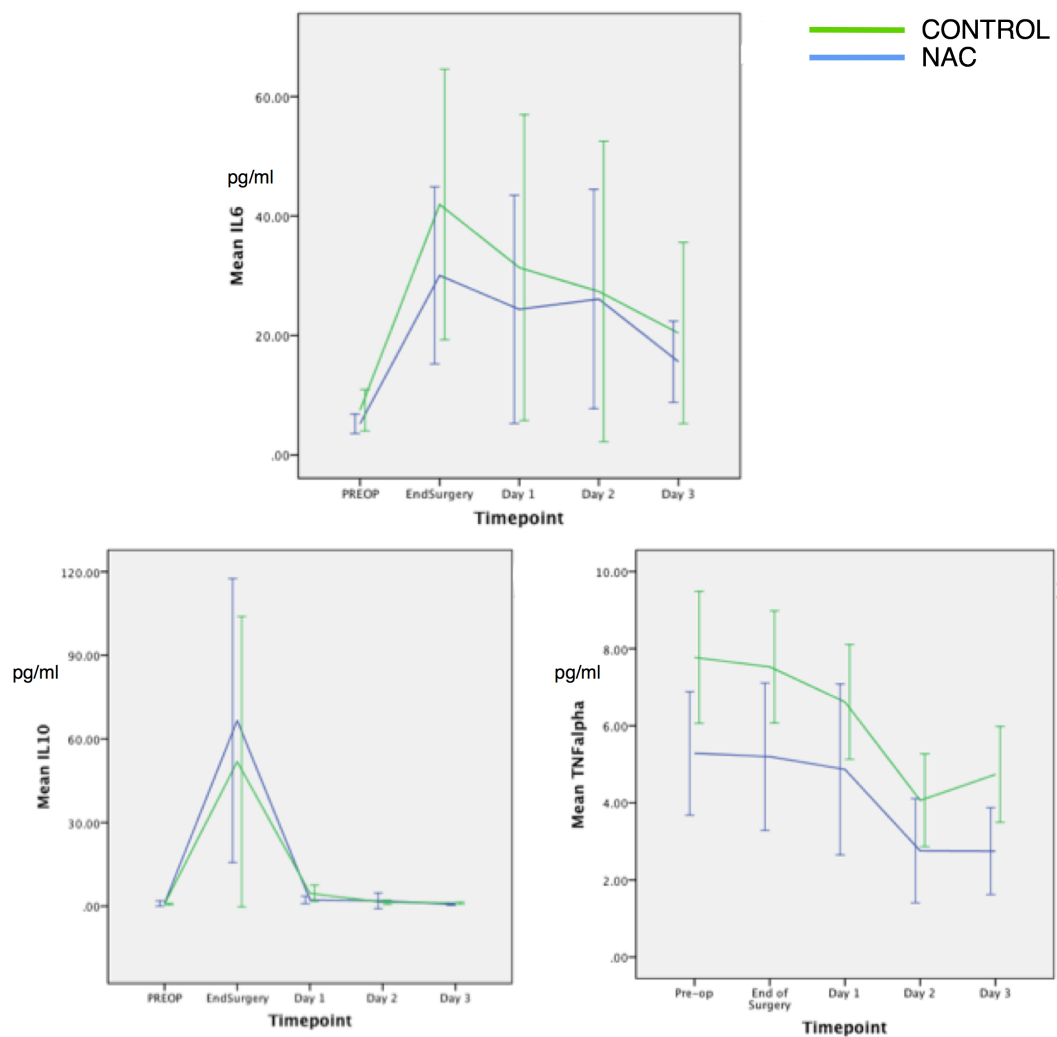 CONTROL
NAC
pg/ml
Mean IL6
60.00
40.00
20.00
.00
PREOP EndSurgery Day 1 Day 2 Day 3
Timepoint
pg/ml
Mean IL10
120.00
90.00
60.00
30.00
.00
PREOP EndSurgery Day 1 Day 2 Day 3
Timepoint
pg/ml
Mean TNFalpha
10.00
8.00
6.00
4.00
2.00
.00
Pre-op End of Day 1 Day 2 Day 3
Surgery
Timepoint